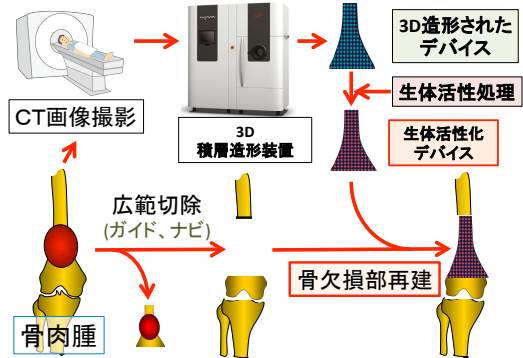 3D造形された
デバイス
生体活性処理
CT画像撮影
3D
積層造形装置
生体活性化
デバイス
広範切除
(ガイド、ナビ)
骨欠損部再建
骨肉腫